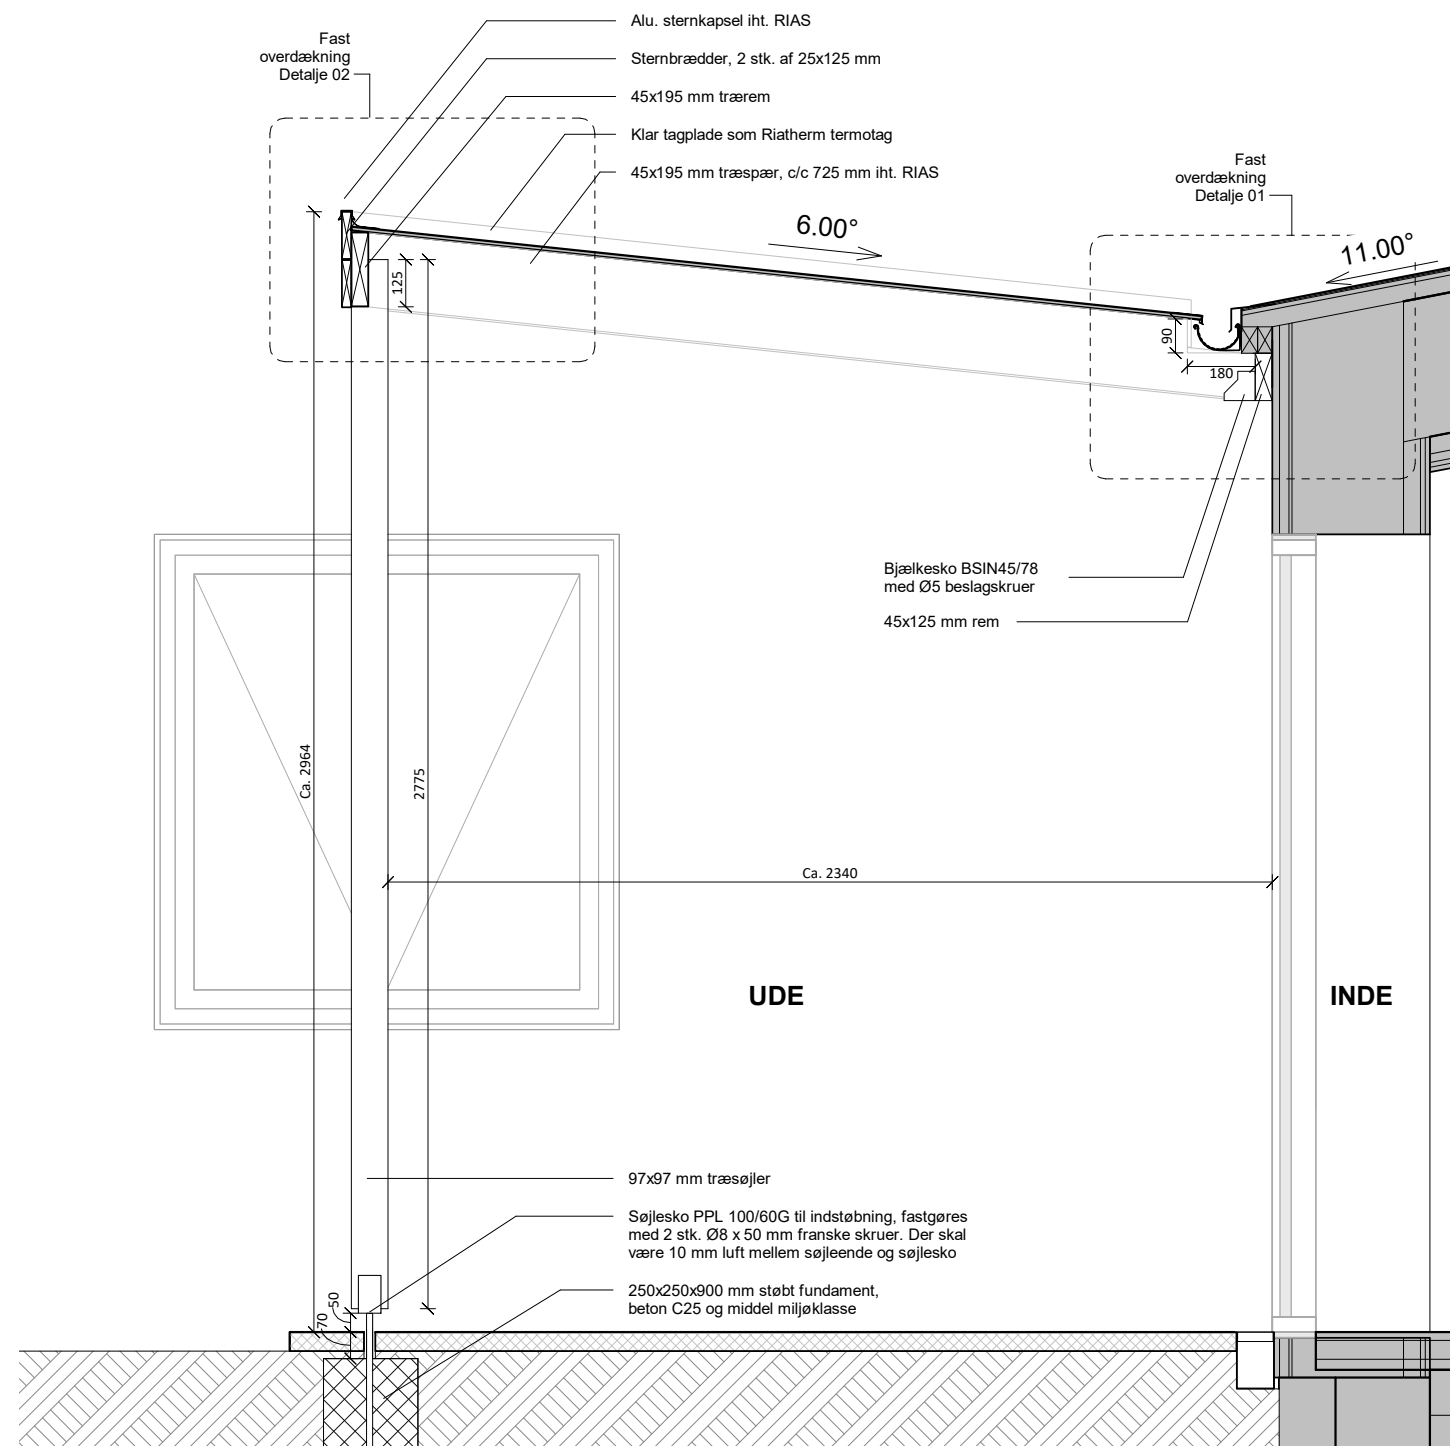 Alu. sternkapsel iht. RIAS
Fast
overdækning
Detalje 02
Sternbrædder, 2 stk. af 25x125 mm
45x195 mm trærem
Klar tagplade som Riatherm termotag
45x195 mm træspær, c/c 725 mm iht. RIAS
Fast
overdækning
Detalje 01
6.00°
11.00°
125
90
180
Bjælkesko BSIN45/78
med Ø5 beslagskruer
45x125 mm rem
Ca. 2964
2775
Ca. 2340
UDE
INDE
97x97 mm træsøjler
Søjlesko PPL 100/60G til indstøbning, fastgøres
med 2 stk. Ø8 x 50 mm franske skruer. Der skal
være 10 mm luft mellem søjleende og søjlesko
250x250x900 mm støbt fundament,
beton C25 og middel miljøklasse
50
70